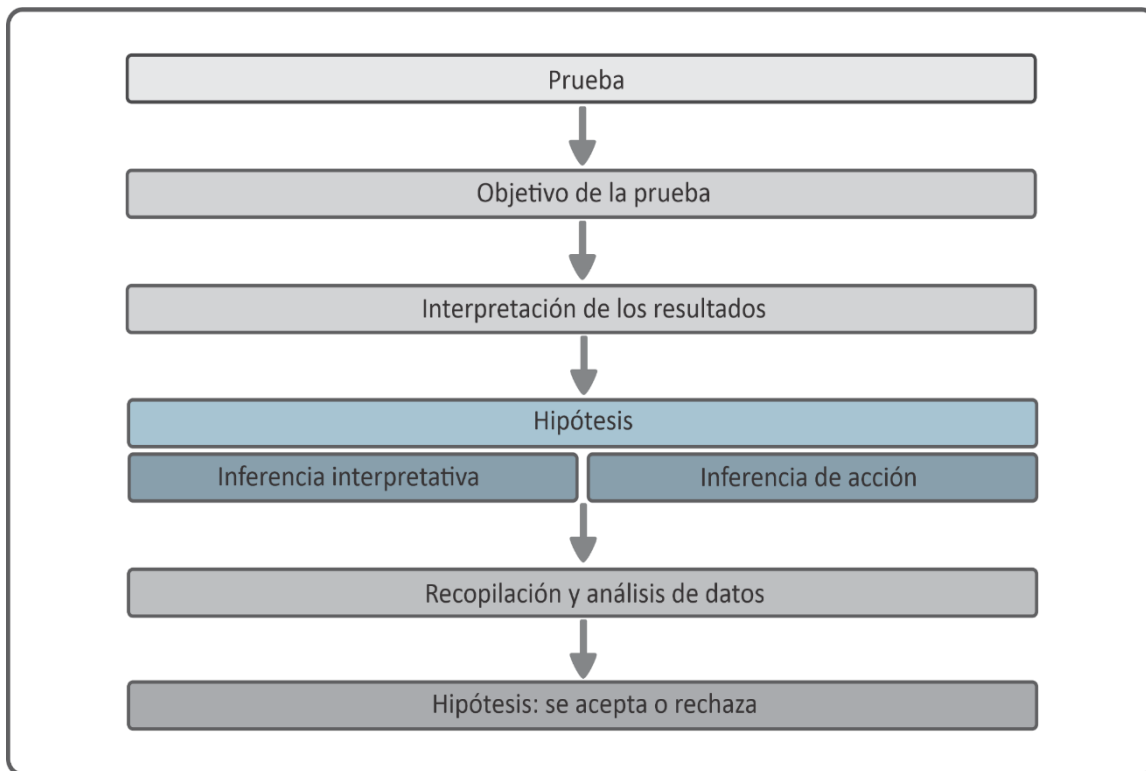 Prueba
Objetivo de la prueba
Interpretación de los resultados
Hipótesis
Inferencia interpretativa
Inferencia de acción
Recopilación y análisis de datos
Hipótesis: se acepta o rechaza